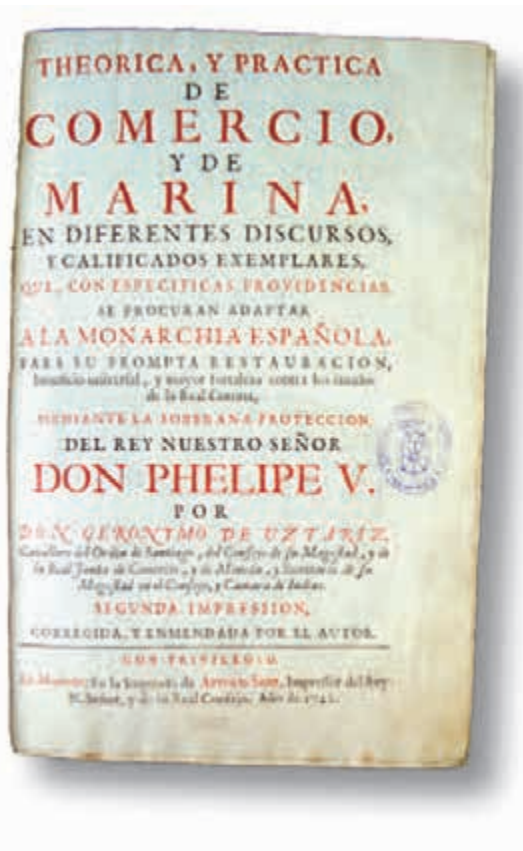 THEORICA, Y PRACTICA
DE
COMERCIO,
Y DE
MARINA,
EN DIFERENTES DISCURSOS,
Y CALIFICADOS EXEMPLARES,
QUE, CON ESPECIFICAS PROVIDENCIAS,
SE PROCURAN ADAPTAR
A LA MONARCHIA ESPAÑOLA,
PARA SU PROMPTA RESTAURACION,
beneficio universal, y mayor fortaleza contra los
de la Real Corona,
MEDIANTE LA SOBERANA PROTECCION
DEL REY NUESTRO SEÑOR
DON PHELIPE V.
POR
DON GERONYMO DE UZTARIZ,
Cavallero del Orden de Santiago, del Consejo de su Magestad, y de
la Real Junta de Comercio, y de Moneda, y Secretario de su
Magestad en el Consejo, y Camara de Indias.
SEGUNDA IMPRESSION,
CORREGIDA, Y ENMENDADA POR EL AUTOR.
CON PRIVILEGIO.
En Madrid: En la Imprenta de Antonio Sanz, Impressor del Rey
N. Señor, y de su Real Consejo. Año de